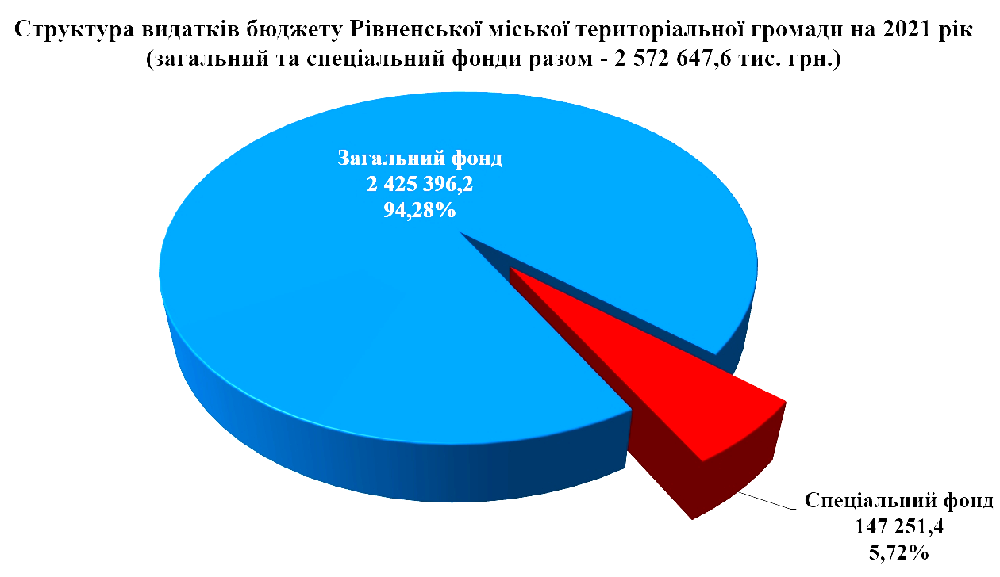 Структура видатків бюджету Рівненської міської територіальної громади на 2021 рік
(загальний та спеціальний фонди разом - 2 572 647,6 тис. грн.)
Загальний фонд
2 425 396,2
94,28%
Спеціальний фонд
147 251,4
5,72%